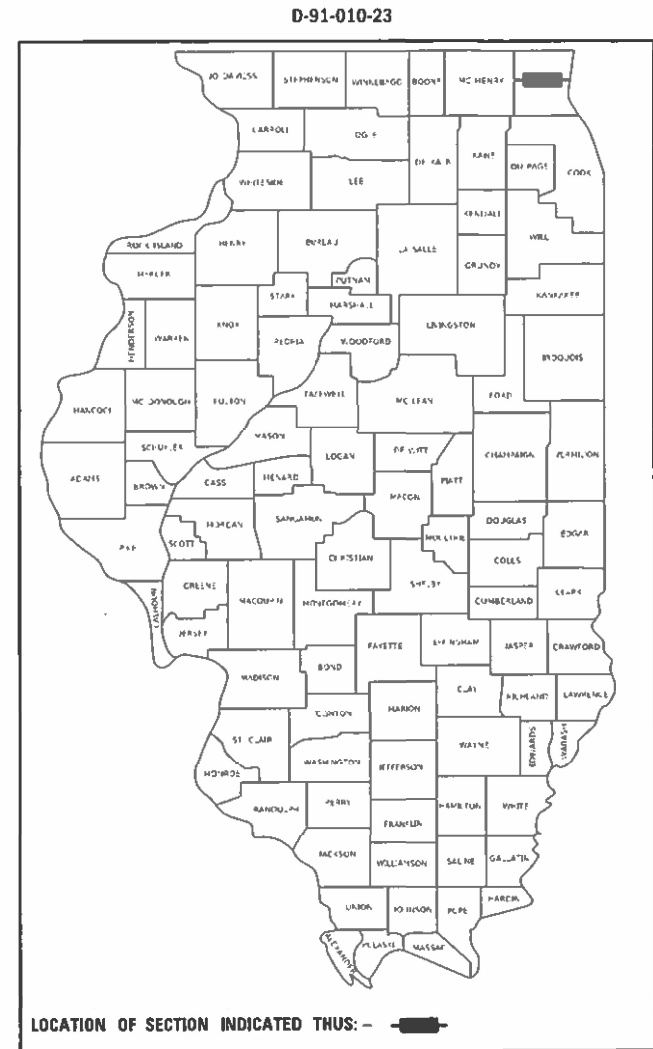 D-91-010-23
JO DAVIESS STEPHENSON WINNEBAGO BOONE MC HENRY
CARROLL OGLE DE KALB KANE DU PAGE COOK
WHITESIDE LEE
KENDALL WILL
ROCK ISLAND HENRY BUREAU LA SALLE GRUNDY
MERCER PUTNAM KANKAKEE
STARK MARSHALL
HENDERSON WARREN KNOX PEORIA WOODFORD LIVINGSTON IROQUOIS
HANCOCK MC DONOUGH FULTON TAZEWELL MC LEAN FORD
MASON
SCHUYLER LOGAN DE WITT CHAMPAIGN VERMILION
ADAMS BROWN CASS MENARD PIATT
MACON
MORGAN SANGAMON DOUGLAS
PIKE SCOTT CHRISTIAN MOULTRIE COLES EDGAR
GREENE MACOUPIN MONTGOMERY SHELBY CUMBERLAND CLARK
CALHOUN
JERSEY FAYETTE EFFINGHAM JASPER CRAWFORD
MADISON BOND
CLAY RICHLAND LAWRENCE
CLINTON MARION
ST. CLAIR WAYNE EDWARDS WABASH
WASHINGTON JEFFERSON
MONROE
RANDOLPH PERRY HAMILTON WHITE
FRANKLIN
JACKSON WILLIAMSON SALINE GALLATIN
UNION JOHNSON POPE HARDIN
ALEXANDER PULASKI MASSAC
LOCATION OF SECTION INDICATED THUS: -